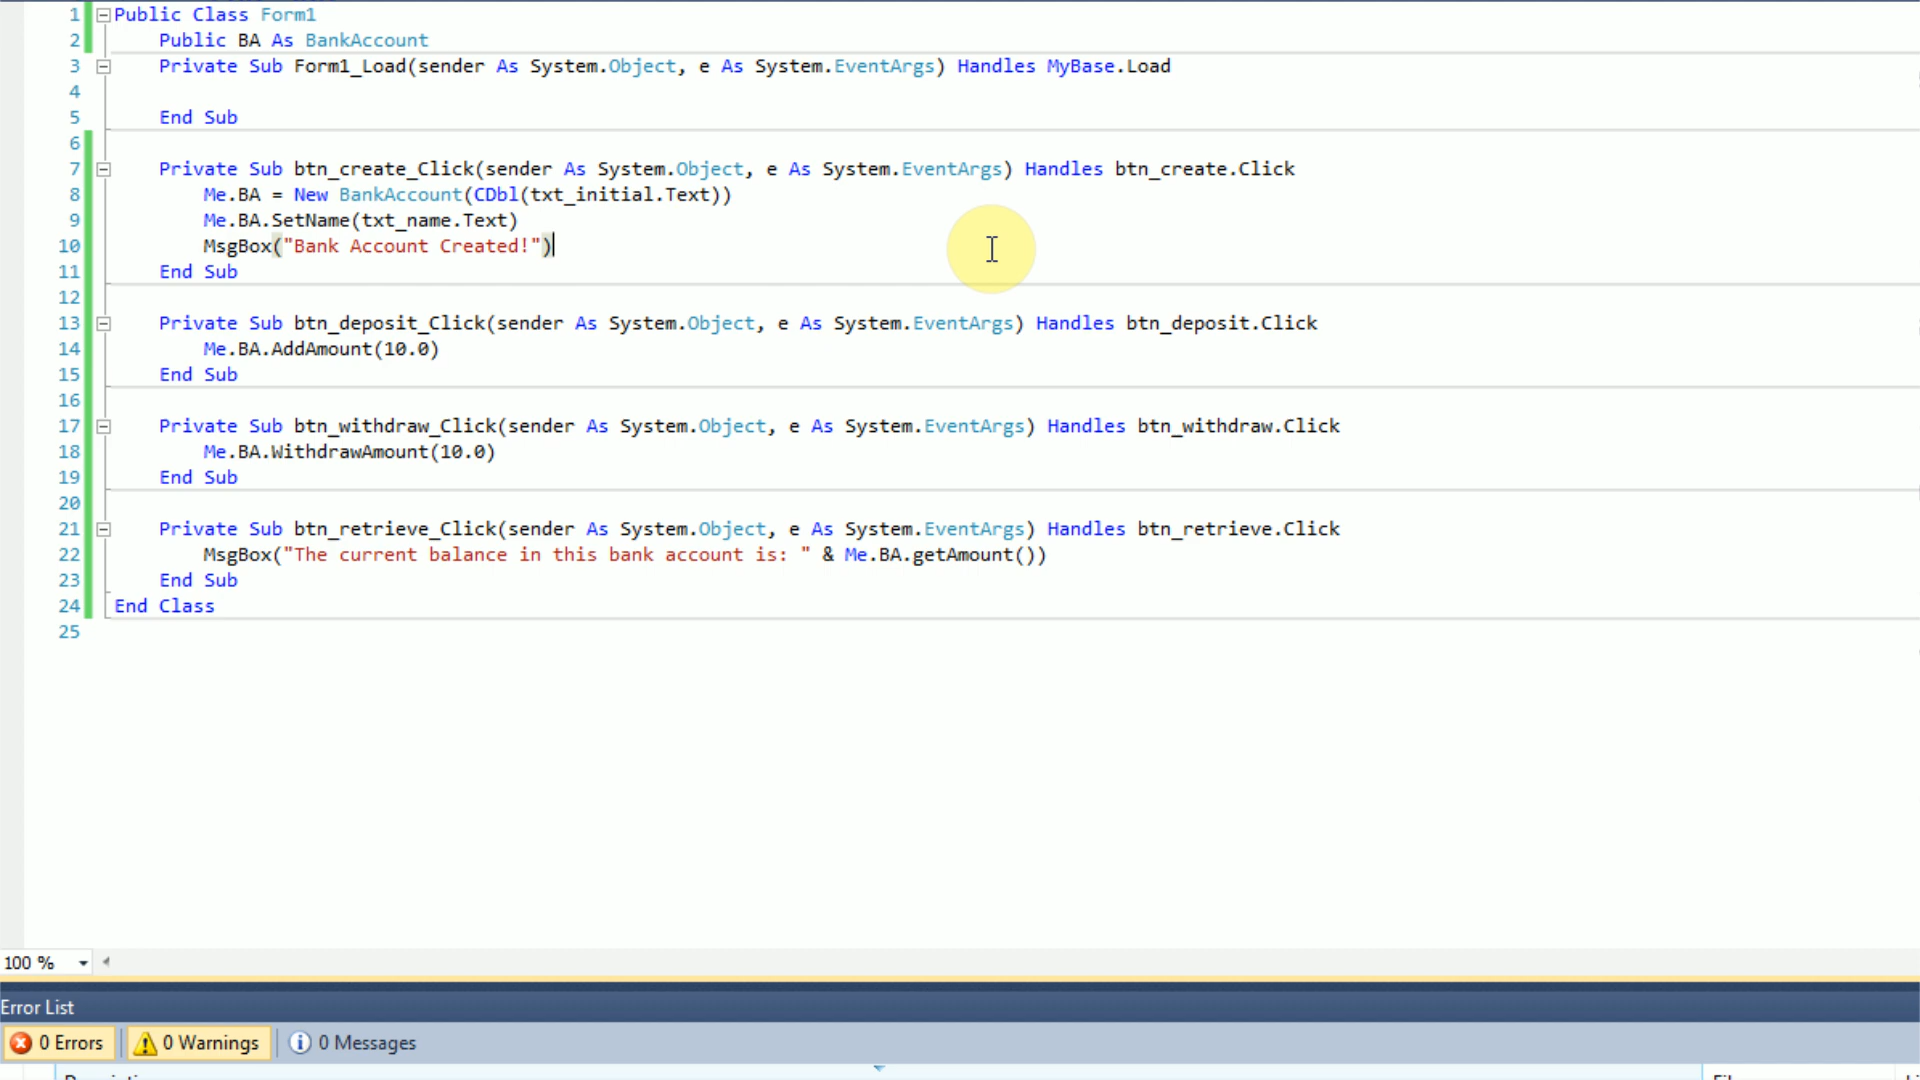 1 Public Class Form1
2 Public BA As BankAccount
3 Private Sub Form1_Load(sender As System.Object, e As System.EventArgs) Handles MyBase.Load
4
5 End Sub
6
7 Private Sub btn_create_Click(sender As System.Object, e As System.EventArgs) Handles btn_create.Click
8 Me.BA = New BankAccount(CDbl(txt_initial.Text))
9 Me.BA.SetName(txt_name.Text)
10 MsgBox("Bank Account Created!")
11 End Sub
12
13 Private Sub btn_deposit_Click(sender As System.Object, e As System.EventArgs) Handles btn_deposit.Click
14 Me.BA.AddAmount(10.0)
15 End Sub
16
17 Private Sub btn_withdraw_Click(sender As System.Object, e As System.EventArgs) Handles btn_withdraw.Click
18 Me.BA.WithdrawAmount(10.0)
19 End Sub
20
21 Private Sub btn_retrieve_Click(sender As System.Object, e As System.EventArgs) Handles btn_retrieve.Click
22 MsgBox("The current balance in this bank account is: " & Me.BA.getAmount())
23 End Sub
24 End Class
25
100 %
Error List
0 Errors 0 Warnings 0 Messages